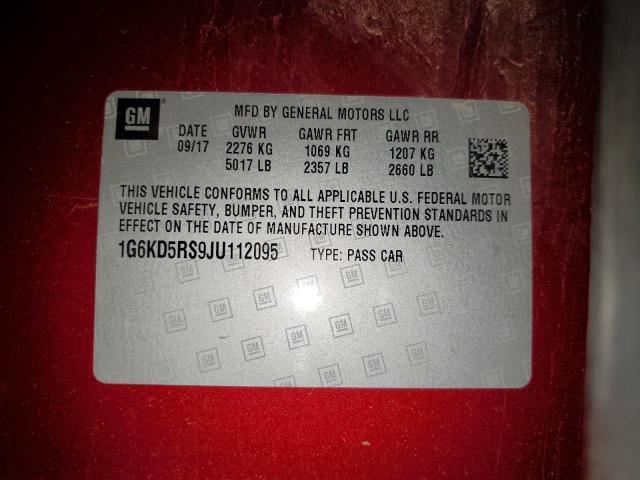 GM
MFD BY GENERAL MOTORS LLC
DATE GVWR GAWR FRT GAWR RR
09/17 2276 KG 1069 KG 1207 KG
5017 LB 2357 LB 2660 LB
THIS VEHICLE CONFORMS TO ALL APPLICABLE U.S. FEDERAL MOTOR
VEHICLE SAFETY, BUMPER, AND THEFT PREVENTION STANDARDS IN
EFFECT ON THE DATE OF MANUFACTURE SHOWN ABOVE.
1G6KD5RS9JU112095 TYPE: PASS CAR